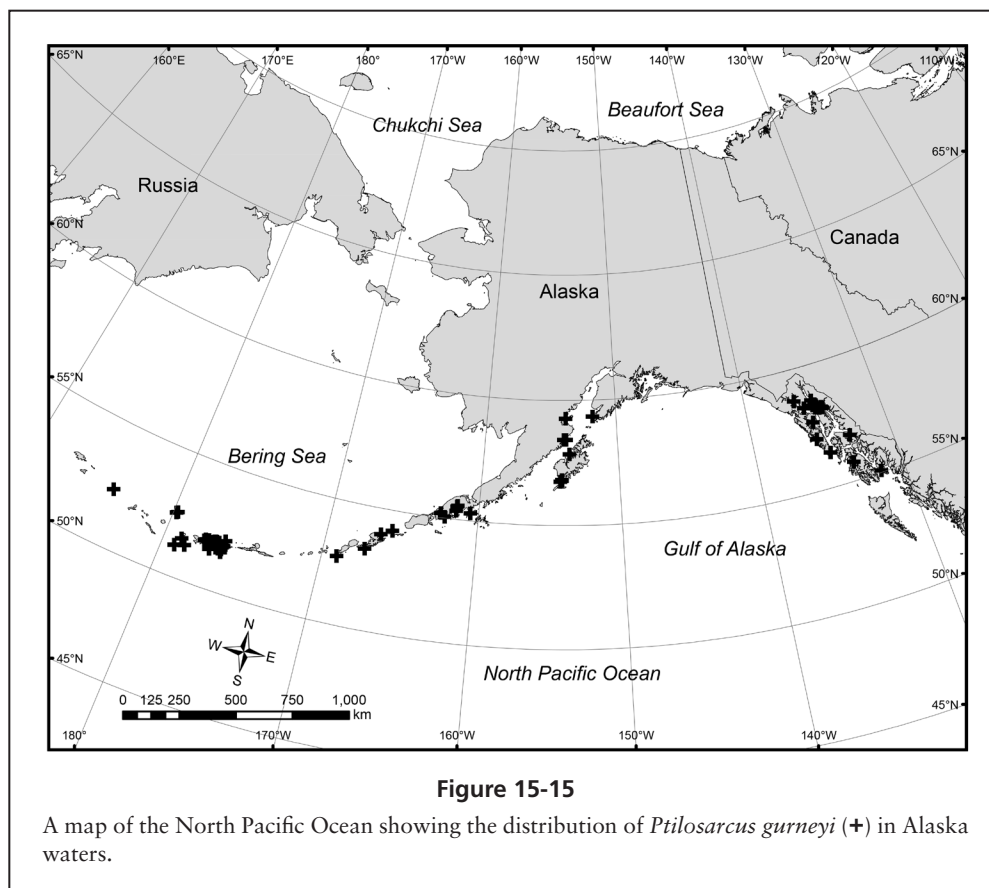 160°E 170°E 180° 170°W 160°W 150°W 140°W 130°W 120°W 110°W
65°N
Chukchi Sea
Beaufort Sea
65°N
Russia
60°N
Canada
Alaska
60°N
55°N
55°N
Bering Sea
50°N
Gulf of Alaska
50°N
N
W E
S
45°N
North Pacific Ocean
45°N
0 125 250 500 750 1,000
km
180° 170°W 160°W 150°W 140°W
Figure 15-15
A map of the North Pacific Ocean showing the distribution of Ptilosarcus gurneyi (+) in Alaska
waters.